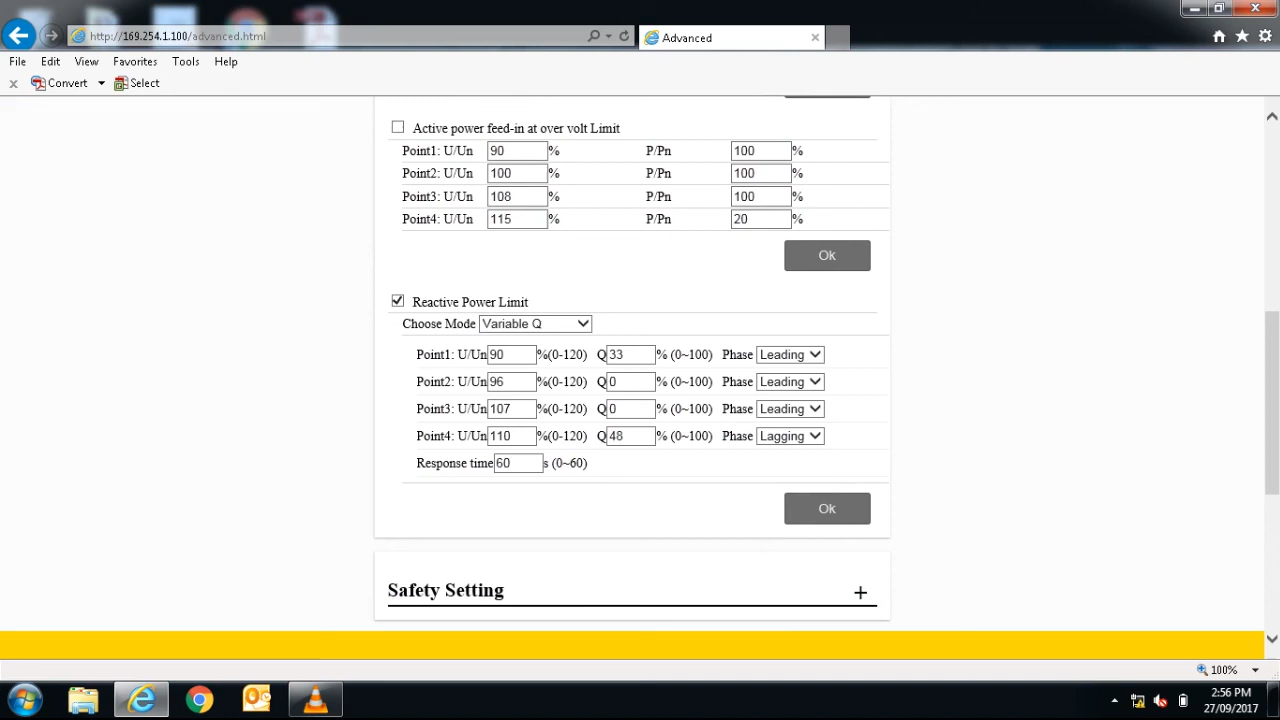 http://169.254.1.100/advanced.html
Advanced
File Edit View Favorites Tools Help
x Convert Select
Active power feed-in at over volt Limit
Point1: U/Un 90 % P/Pn 100 %
Point2: U/Un 100 % P/Pn 100 %
Point3: U/Un 108 % P/Pn 100 %
Point4: U/Un 115 % P/Pn 20 %
Ok
Reactive Power Limit
Choose Mode Variable Q
Point1: U/Un 90 %(0-120) Q 33 % (0~100) Phase Leading
Point2: U/Un 96 %(0-120) Q 0 % (0~100) Phase Leading
Point3: U/Un 107 %(0-120) Q 0 % (0~100) Phase Leading
Point4: U/Un 110 %(0-120) Q 48 % (0~100) Phase Lagging
Response time 60 s (0~60)
Ok
Safety Setting +
100%
2:56 PM
27/09/2017